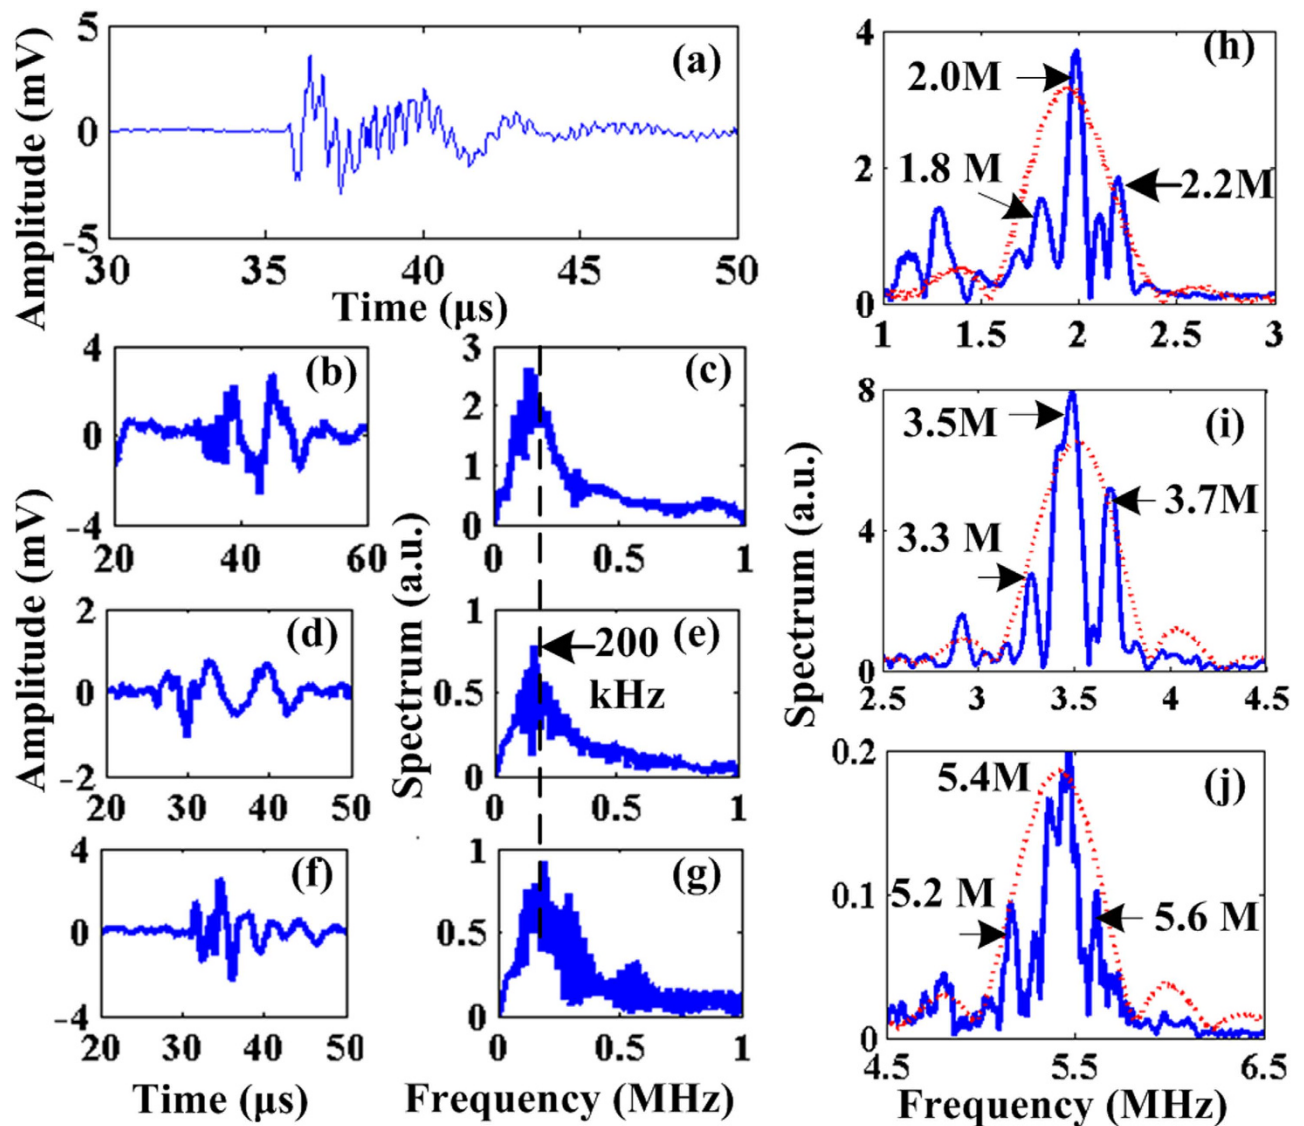 Amplitude (mV)
5
0
-5
(a)
30 35 40 45 50
Time (μs)
4
0
-4
(b)
20 40 60
3
2
1
0
(c)
0 0.5 1
Amplitude (mV)
2
0
-2
(d)
20 30 40 50
Spectrum (a.u.)
1
0.5
0
(e)
200
kHz
0 0.5 1
4
0
-4
(f)
20 30 40 50
Time (μs)
1
0.5
0
(g)
0 0.5 1
Frequency (MHz)
4
2
0
(h)
2.0M
1.8 M
2.2M
1 1.5 2 2.5 3
Spectrum (a.u.)
8
4
0
(i)
3.5M
3.7M
3.3 M
2.5 3 3.5 4 4.5
0.2
0.1
0
(j)
5.4M
5.2 M
5.6 M
4.5 5.5 6.5
Frequency (MHz)